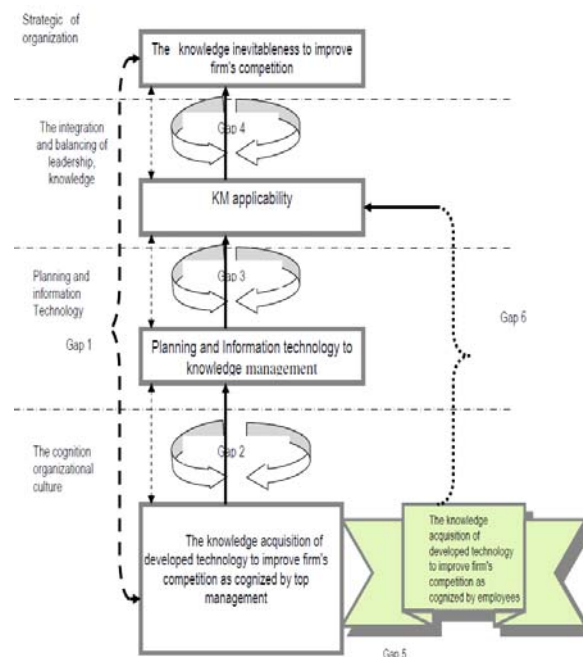 Strategic of
organization
The knowledge inevitableness to improve
firm's competition
The integration
and balancing of
leadership,
knowledge
Gap 4
KM applicability
Planning and
information
Technology
Gap 3
Gap 1
Gap 6
Planning and Information technology to
knowledge management
The cognition
organizational
culture
Gap 2
The knowledge acquisition of
developed technology to improve firm's
competition as cognized by top
management
The knowledge
acquisition of
developed technology
to improve firm's
competition as
cognized by employees
Gap 5